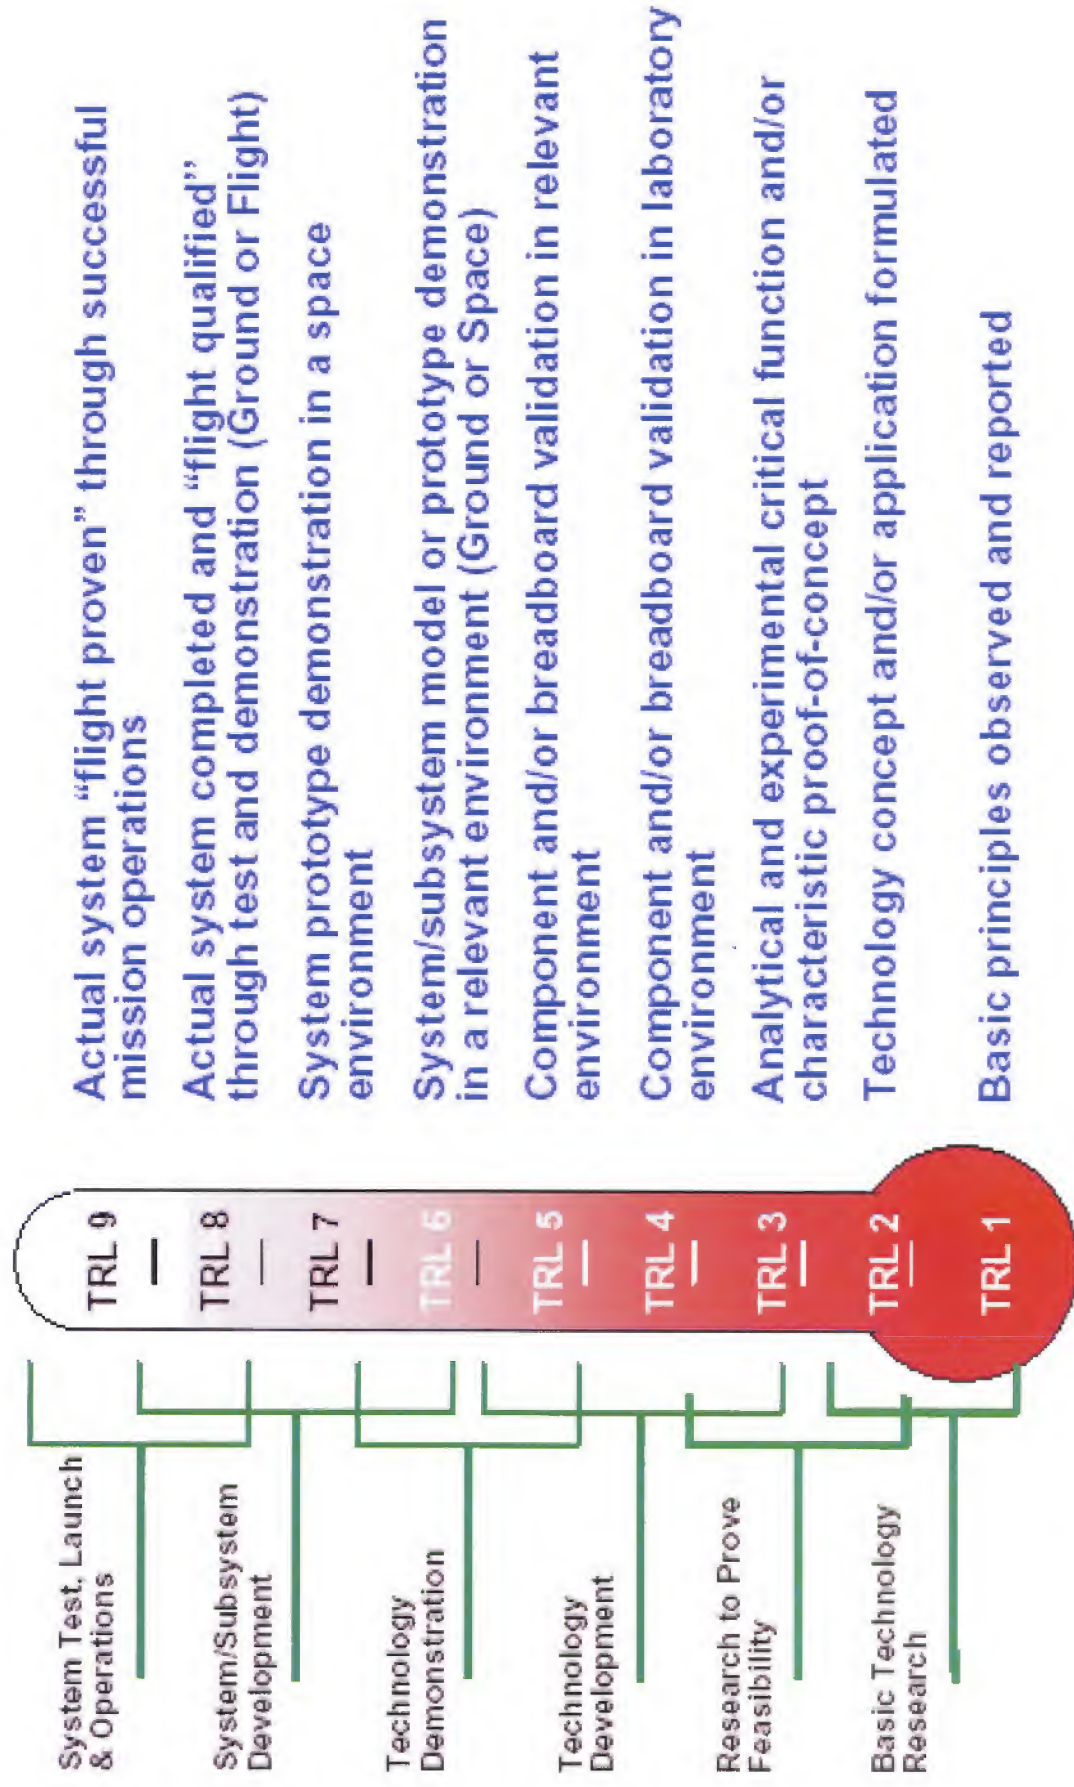 System Test, Launch
& Operations
System/Subsystem
Development
Technology
Demonstration
Technology
Development
Research to Prove
Feasibility
Basic Technology
Research
TRL 9
TRL 8
TRL 7
TRL 6
TRL 5
TRL 4
TRL 3
TRL 2
TRL 1
Actual system “flight proven” through successful
mission operations
Actual system completed and “flight qualified”
through test and demonstration (Ground or Flight)
System prototype demonstration in a space
environment
System/subsystem model or prototype demonstration
in a relevant environment (Ground or Space)
Component and/or breadboard validation in relevant
environment
Component and/or breadboard validation in laboratory
environment
Analytical and experimental critical function and/or
characteristic proof-of-concept
Technology concept and/or application formulated
Basic principles observed and reported